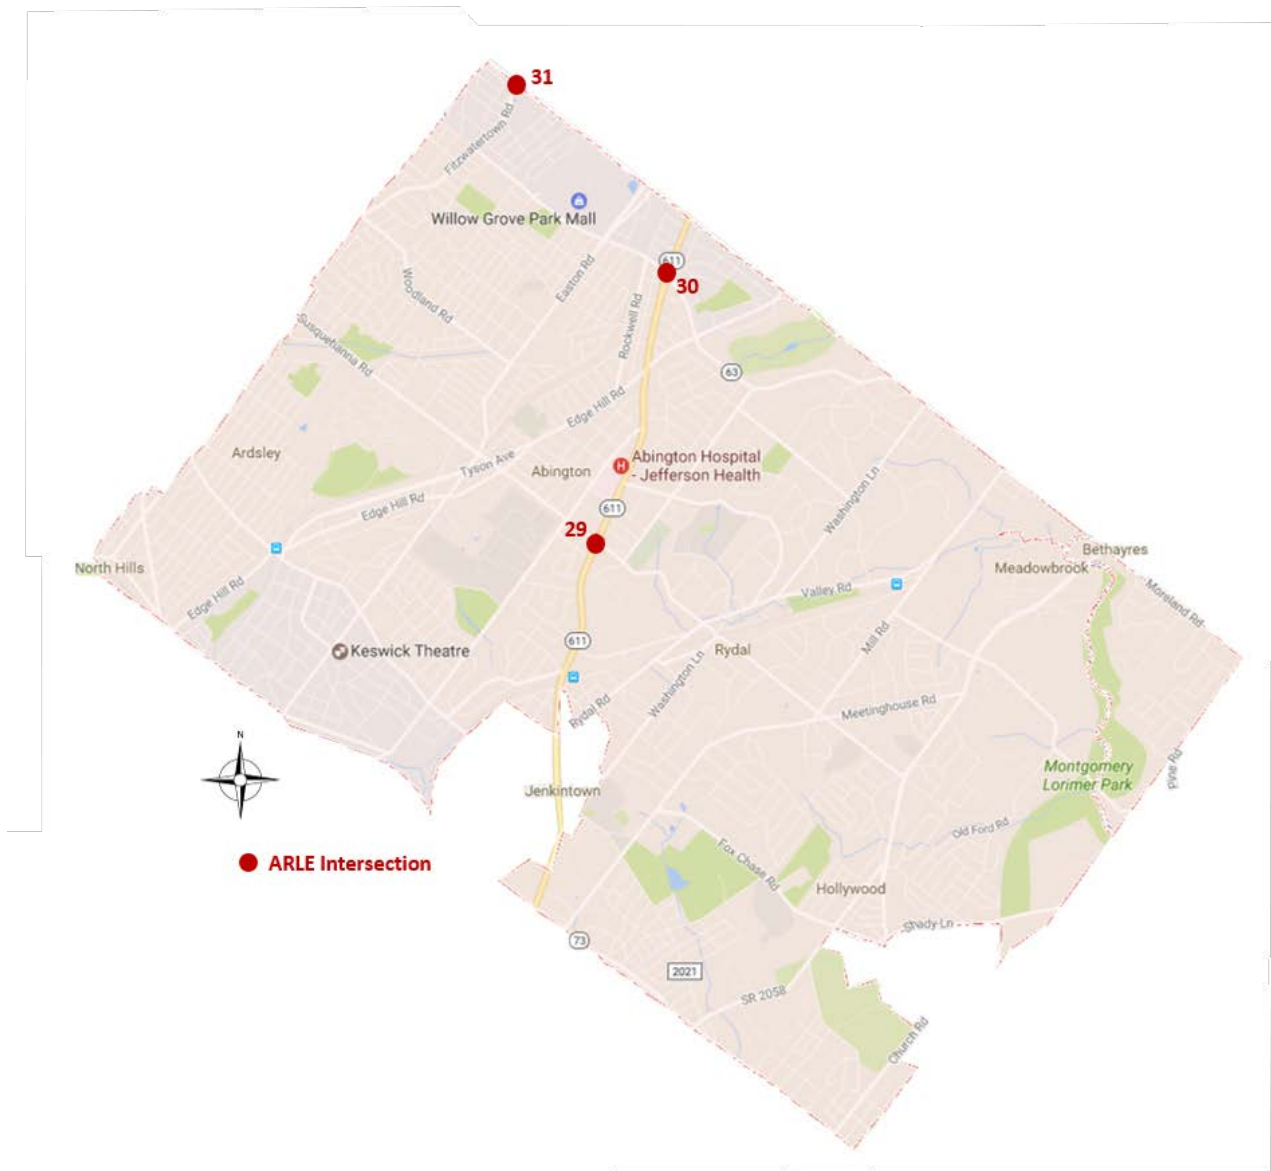 31
Fitzwatertown Rd
Willow Grove Park Mall
611
30
Easton Rd
Woodland Rd
Rockwell Rd
Susquehanna Rd
63
Edge Hill Rd
Ardsley
Tyson Ave
Abington
H
Abington Hospital
- Jefferson Health
Edge Hill Rd
611
Washington Ln
29
Bethayres
North Hills
Meadowbrook
Edge Hill Rd
Valley Rd
Moreland Rd
611
Mill Rd
Keswick Theatre
Rydal
Washington Ln
Rydal Rd
Meetinghouse Rd
N
Montgomery
Lorimer Park
Pine Rd
Jenkintown
Old Ford Rd
ARLE Intersection
Fox Chase Rd
Hollywood
Shady Ln
73
2021
SR 2058
Church Rd